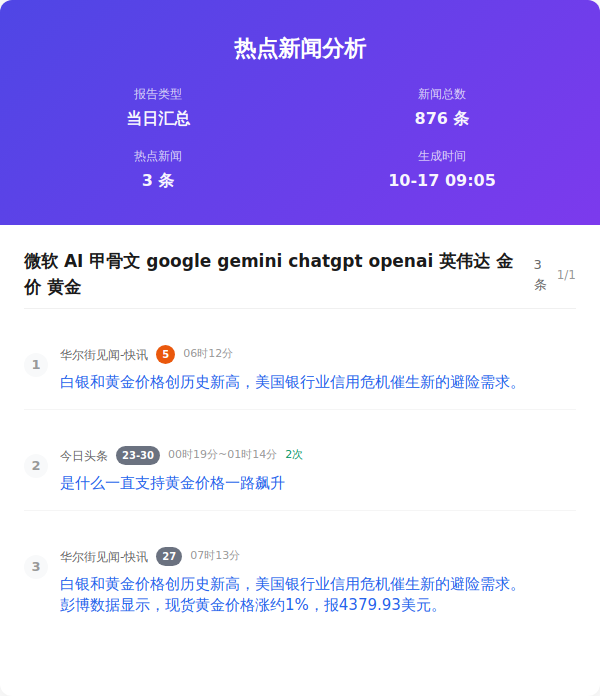 热点新闻分析
报告类型
新闻总数
当日汇总
876 条
热点新闻
生成时间
3 条
10-17 09:05
微软 AI 甲骨文 google gemini chatgpt openai 英伟达 金
价 黄金
3
条
1/1
1
华尔街见闻-快讯 5 06时12分
白银和黄金价格创历史新高，美国银行业信用危机催生新的避险需求。
2
今日头条 23-30 00时19分~01时14分 2次
是什么一直支持黄金价格一路飙升
3
华尔街见闻-快讯 27 07时13分
白银和黄金价格创历史新高，美国银行业信用危机催生新的避险需求。
彭博数据显示，现货黄金价格涨约1%，报4379.93美元。